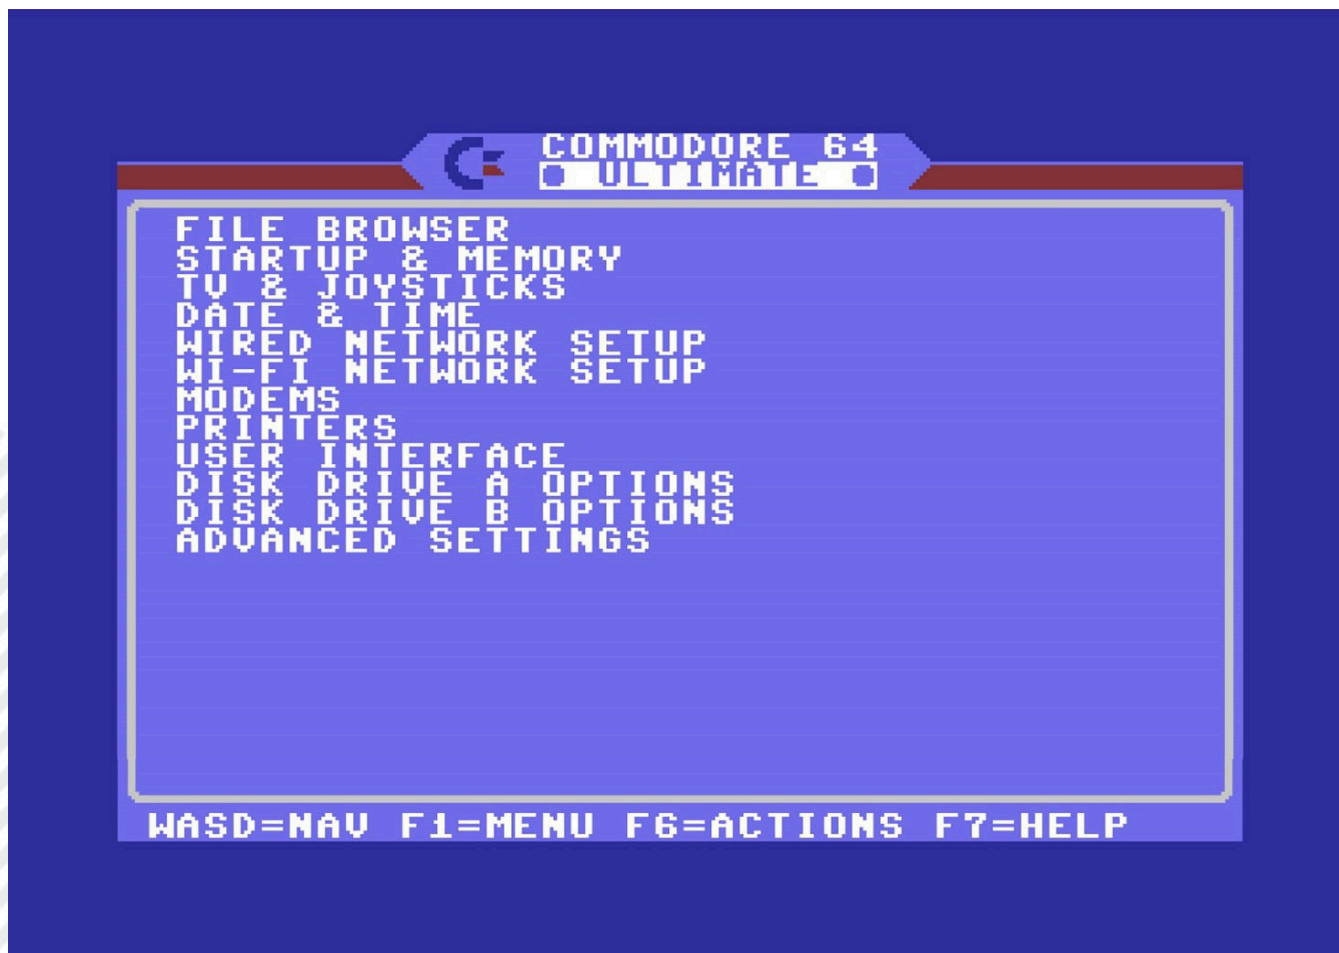 COMMODORE 64
ULTIMATE
FILE BROWSER
STARTUP & MEMORY
TV & JOYSTICKS
DATE & TIME
WIRED NETWORK SETUP
WI-FI NETWORK SETUP
MODEMS
PRINTERS
USER INTERFACE
DISK DRIVE A OPTIONS
DISK DRIVE B OPTIONS
ADVANCED SETTINGS
WASD=NAV F1=MENU F6=ACTIONS F7=HELP